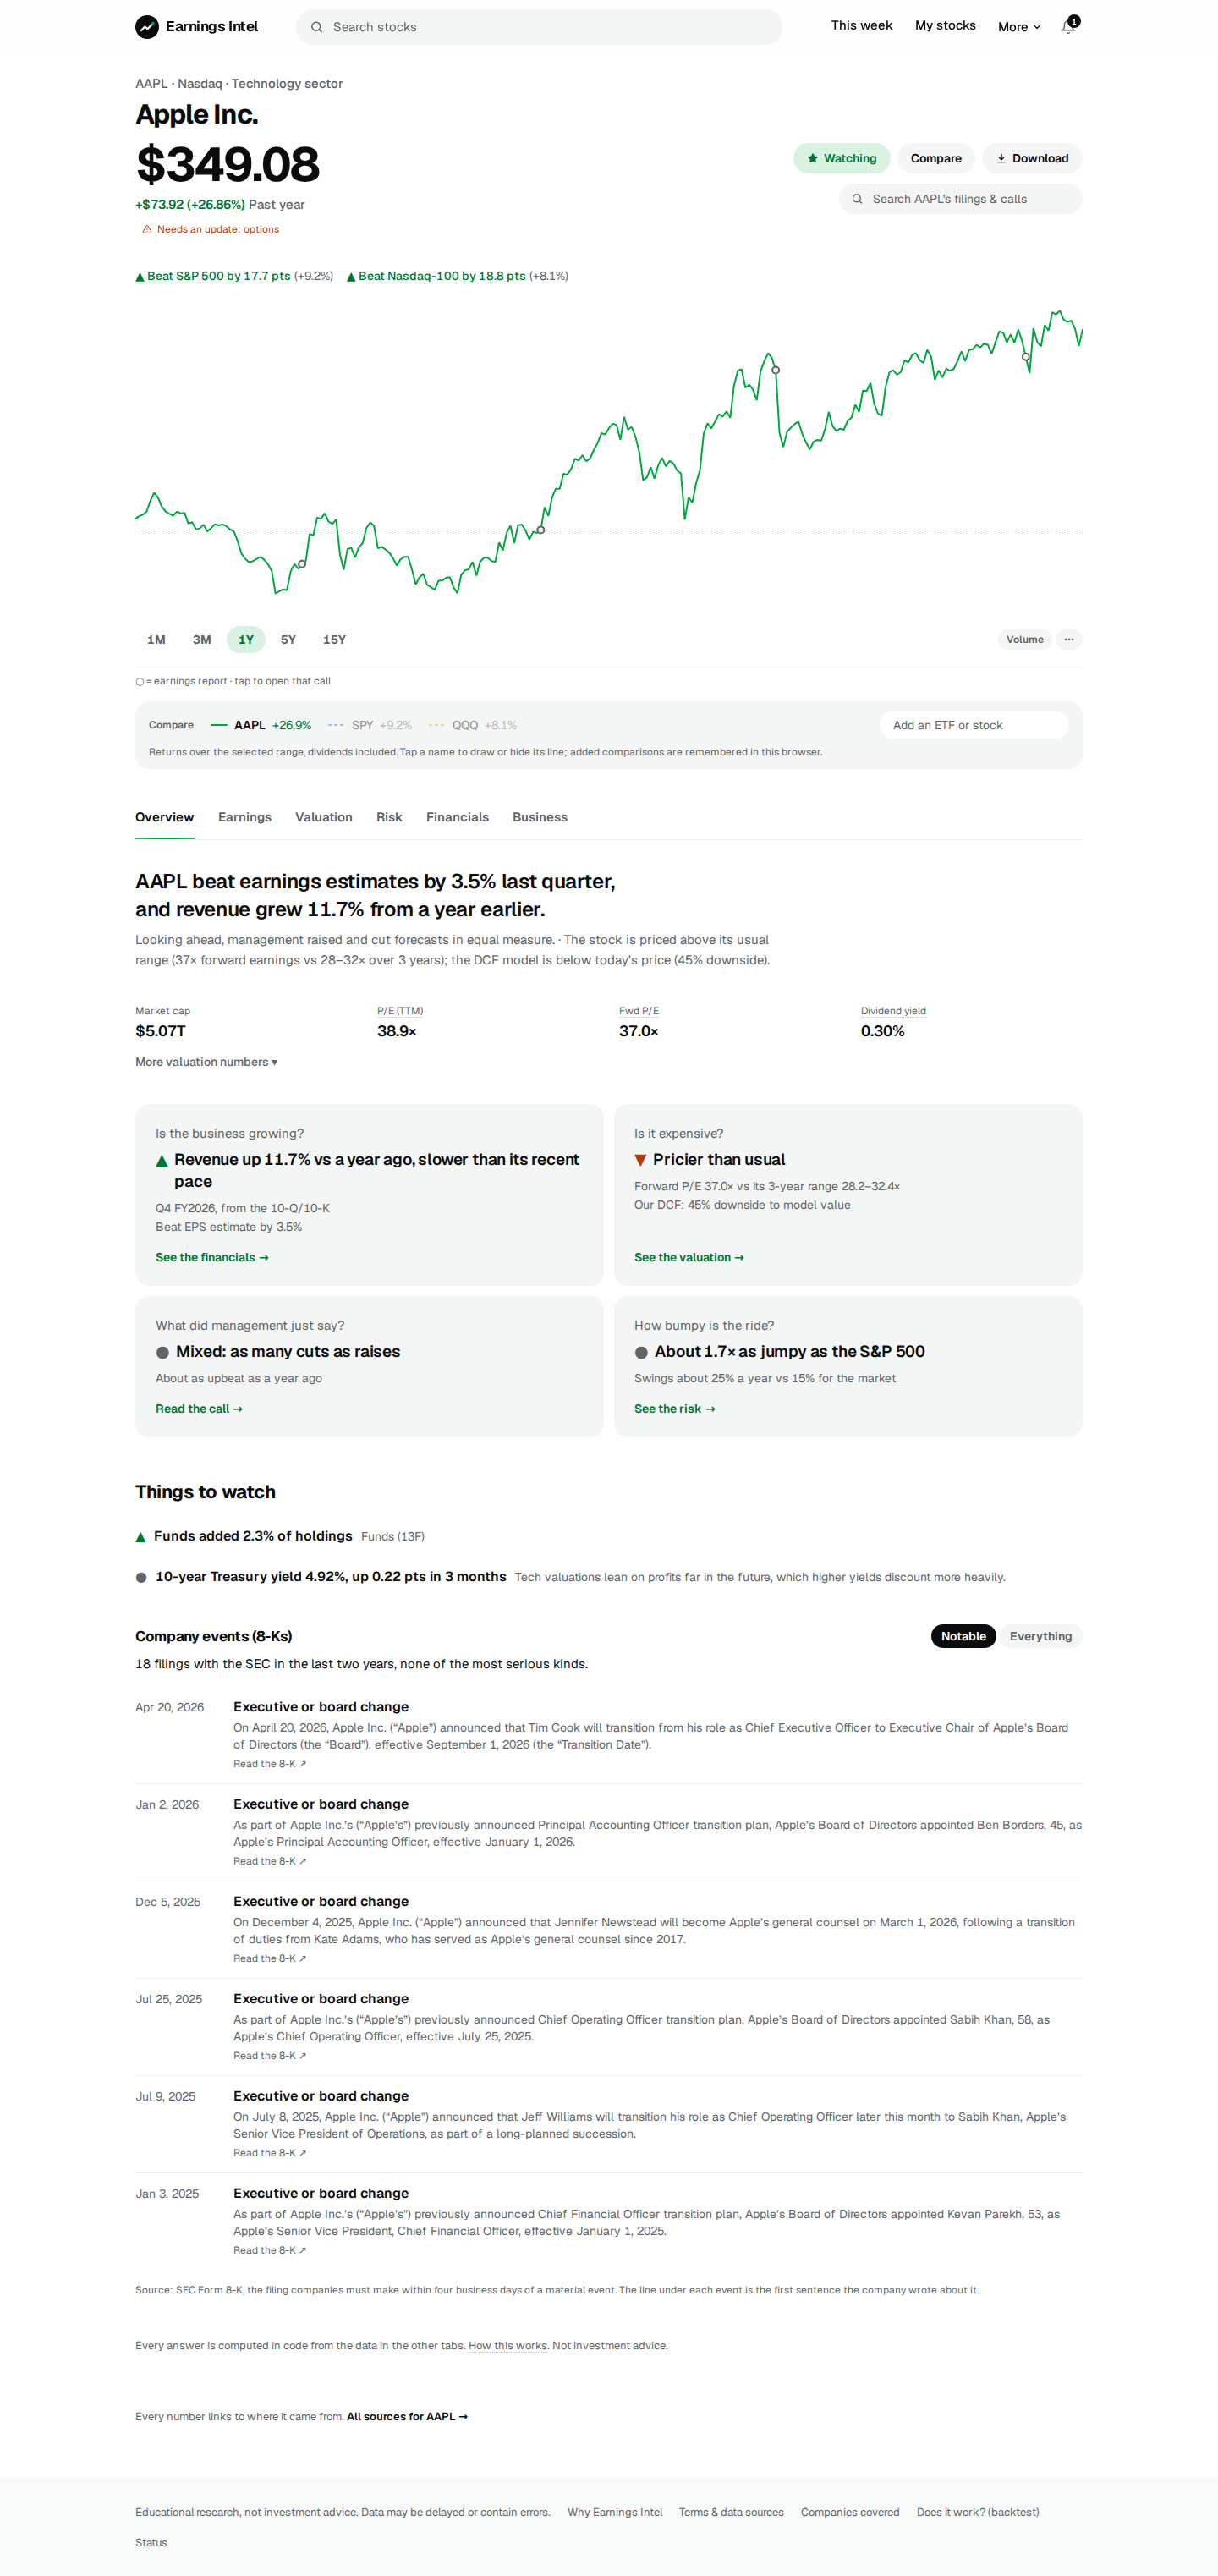 Earnings Intel
Search stocks
This week
My stocks
More
1
AAPL · Nasdaq · Technology sector
Apple Inc.
$349.08
+$73.92 (+26.86%) Past year
Needs an update: options
Watching
Compare
Download
Search AAPL's filings & calls
▲ Beat S&P 500 by 17.7 pts (+9.2%) ▲ Beat Nasdaq-100 by 18.8 pts (+8.1%)
1M 3M 1Y 5Y 15Y
Volume ···
○ = earnings report · tap to open that call
Compare AAPL +26.9% SPY +9.2% QQQ +8.1%
Add an ETF or stock
Returns over the selected range, dividends included. Tap a name to draw or hide its line; added comparisons are remembered in this browser.
Overview Earnings Valuation Risk Financials Business
AAPL beat earnings estimates by 3.5% last quarter,
and revenue grew 11.7% from a year earlier.
Looking ahead, management raised and cut forecasts in equal measure. · The stock is priced above its usual
range (37× forward earnings vs 28–32× over 3 years); the DCF model is below today's price (45% downside).
Market cap
$5.07T
P/E (TTM)
38.9×
Fwd P/E
37.0×
Dividend yield
0.30%
More valuation numbers ▾
Is the business growing?
▲ Revenue up 11.7% vs a year ago, slower than its recent
pace
Q4 FY2026, from the 10-Q/10-K
Beat EPS estimate by 3.5%
See the financials →
Is it expensive?
▼ Pricier than usual
Forward P/E 37.0× vs its 3-year range 28.2–32.4×
Our DCF: 45% downside to model value
See the valuation →
What did management just say?
● Mixed: as many cuts as raises
About as upbeat as a year ago
Read the call →
How bumpy is the ride?
● About 1.7× as jumpy as the S&P 500
Swings about 25% a year vs 15% for the market
See the risk →
Things to watch
▲ Funds added 2.3% of holdings Funds (13F)
● 10-year Treasury yield 4.92%, up 0.22 pts in 3 months Tech valuations lean on profits far in the future, which higher yields discount more heavily.
Company events (8-Ks)
Notable Everything
18 filings with the SEC in the last two years, none of the most serious kinds.
Apr 20, 2026
Executive or board change
On April 20, 2026, Apple Inc. (“Apple”) announced that Tim Cook will transition from his role as Chief Executive Officer to Executive Chair of Apple's Board
of Directors (the “Board”), effective September 1, 2026 (the “Transition Date”).
Read the 8-K ↗
Jan 2, 2026
Executive or board change
As part of Apple Inc.'s (“Apple's”) previously announced Principal Accounting Officer transition plan, Apple's Board of Directors appointed Ben Borders, 45, as
Apple's Principal Accounting Officer, effective January 1, 2026.
Read the 8-K ↗
Dec 5, 2025
Executive or board change
On December 4, 2025, Apple Inc. (“Apple”) announced that Jennifer Newstead will become Apple's general counsel on March 1, 2026, following a transition
of duties from Kate Adams, who has served as Apple's general counsel since 2017.
Read the 8-K ↗
Jul 25, 2025
Executive or board change
As part of Apple Inc.'s (“Apple's”) previously announced Chief Operating Officer transition plan, Apple's Board of Directors appointed Sabih Khan, 58, as
Apple's Chief Operating Officer, effective July 25, 2025.
Read the 8-K ↗
Jul 9, 2025
Executive or board change
On July 8, 2025, Apple Inc. (“Apple”) announced that Jeff Williams will transition his role as Chief Operating Officer later this month to Sabih Khan, Apple's
Senior Vice President of Operations, as part of a long-planned succession.
Read the 8-K ↗
Jan 3, 2025
Executive or board change
As part of Apple Inc.'s (“Apple's”) previously announced Chief Financial Officer transition plan, Apple's Board of Directors appointed Kevan Parekh, 53, as
Apple's Senior Vice President, Chief Financial Officer, effective January 1, 2025.
Read the 8-K ↗
Source: SEC Form 8-K, the filing companies must make within four business days of a material event. The line under each event is the first sentence the company wrote about it.
Every answer is computed in code from the data in the other tabs. How this works. Not investment advice.
Every number links to where it came from. All sources for AAPL →
Educational research, not investment advice. Data may be delayed or contain errors. Why Earnings Intel Terms & data sources Companies covered Does it work? (backtest)
Status